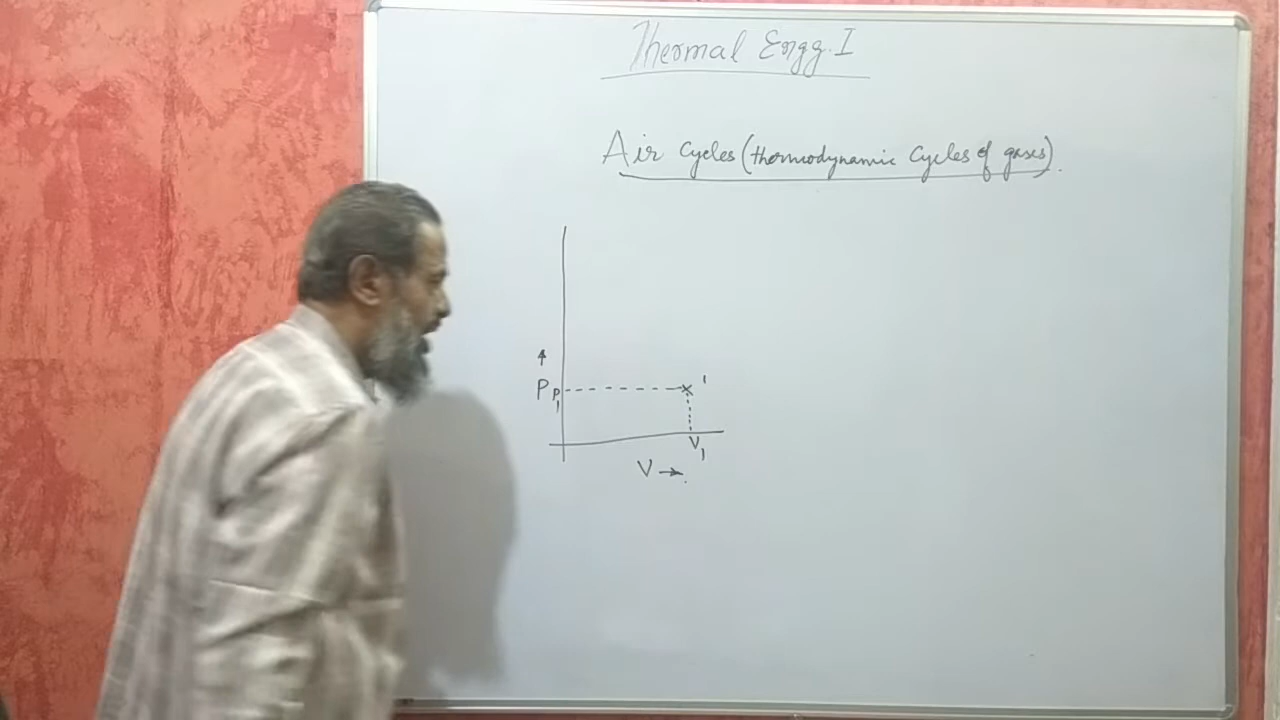 Thermal Engg. I
Air Cycles (thermodynamic Cycles of gases).
1
P P1
V1
V →